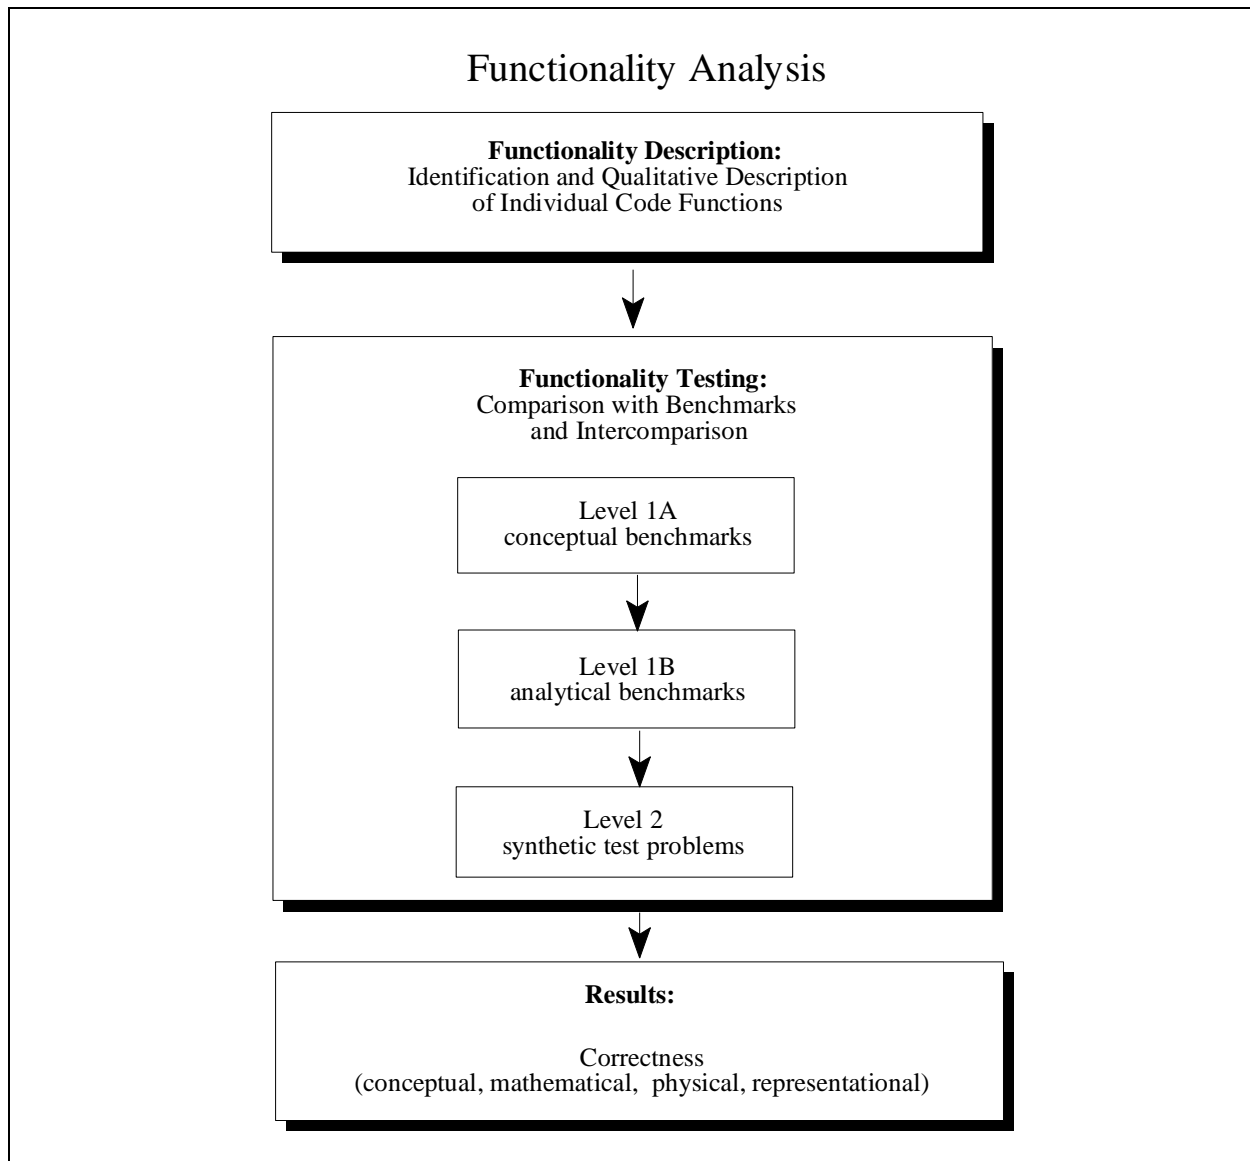 Functionality Analysis
Functionality Description:
Identification and Qualitative Description
of Individual Code Functions
Functionality Testing:
Comparison with Benchmarks
and Intercomparison
Level 1A
conceptual benchmarks
Level 1B
analytical benchmarks
Level 2
synthetic test problems
Results:
Correctness
(conceptual, mathematical,  physical, representational)